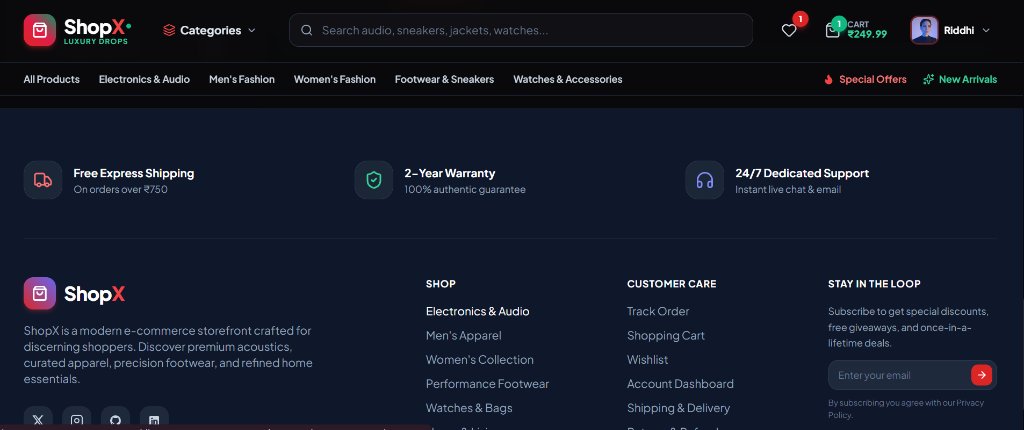 ShopX
LUXURY DROPS
Categories
Search audio, sneakers, jackets, watches...
1
1
CART
₹249.99
Riddhi
All Products
Electronics & Audio
Men's Fashion
Women's Fashion
Footwear & Sneakers
Watches & Accessories
Special Offers
New Arrivals
Free Express Shipping
On orders over ₹750
2-Year Warranty
100% authentic guarantee
24/7 Dedicated Support
Instant live chat & email
ShopX
ShopX is a modern e-commerce storefront crafted for
discerning shoppers. Discover premium acoustics,
curated apparel, precision footwear, and refined home
essentials.
SHOP
Electronics & Audio
Men's Apparel
Women's Collection
Performance Footwear
Watches & Bags
CUSTOMER CARE
Track Order
Shopping Cart
Wishlist
Account Dashboard
Shipping & Delivery
STAY IN THE LOOP
Subscribe to get special discounts,
free giveaways, and once-in-a-
lifetime deals.
Enter your email
By subscribing you agree with our Privacy
Policy.